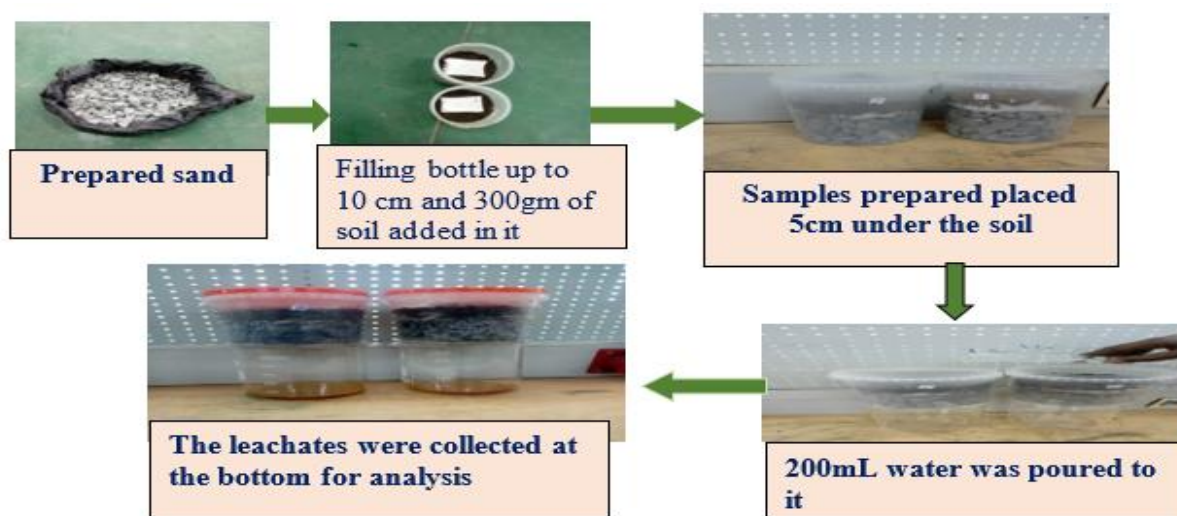 Prepared sand
Filling bottle up to
10 cm and 300gm of
soil added in it
Samples prepared placed
5cm under the soil
200mL water was poured to
it
The leachates were collected at
the bottom for analysis